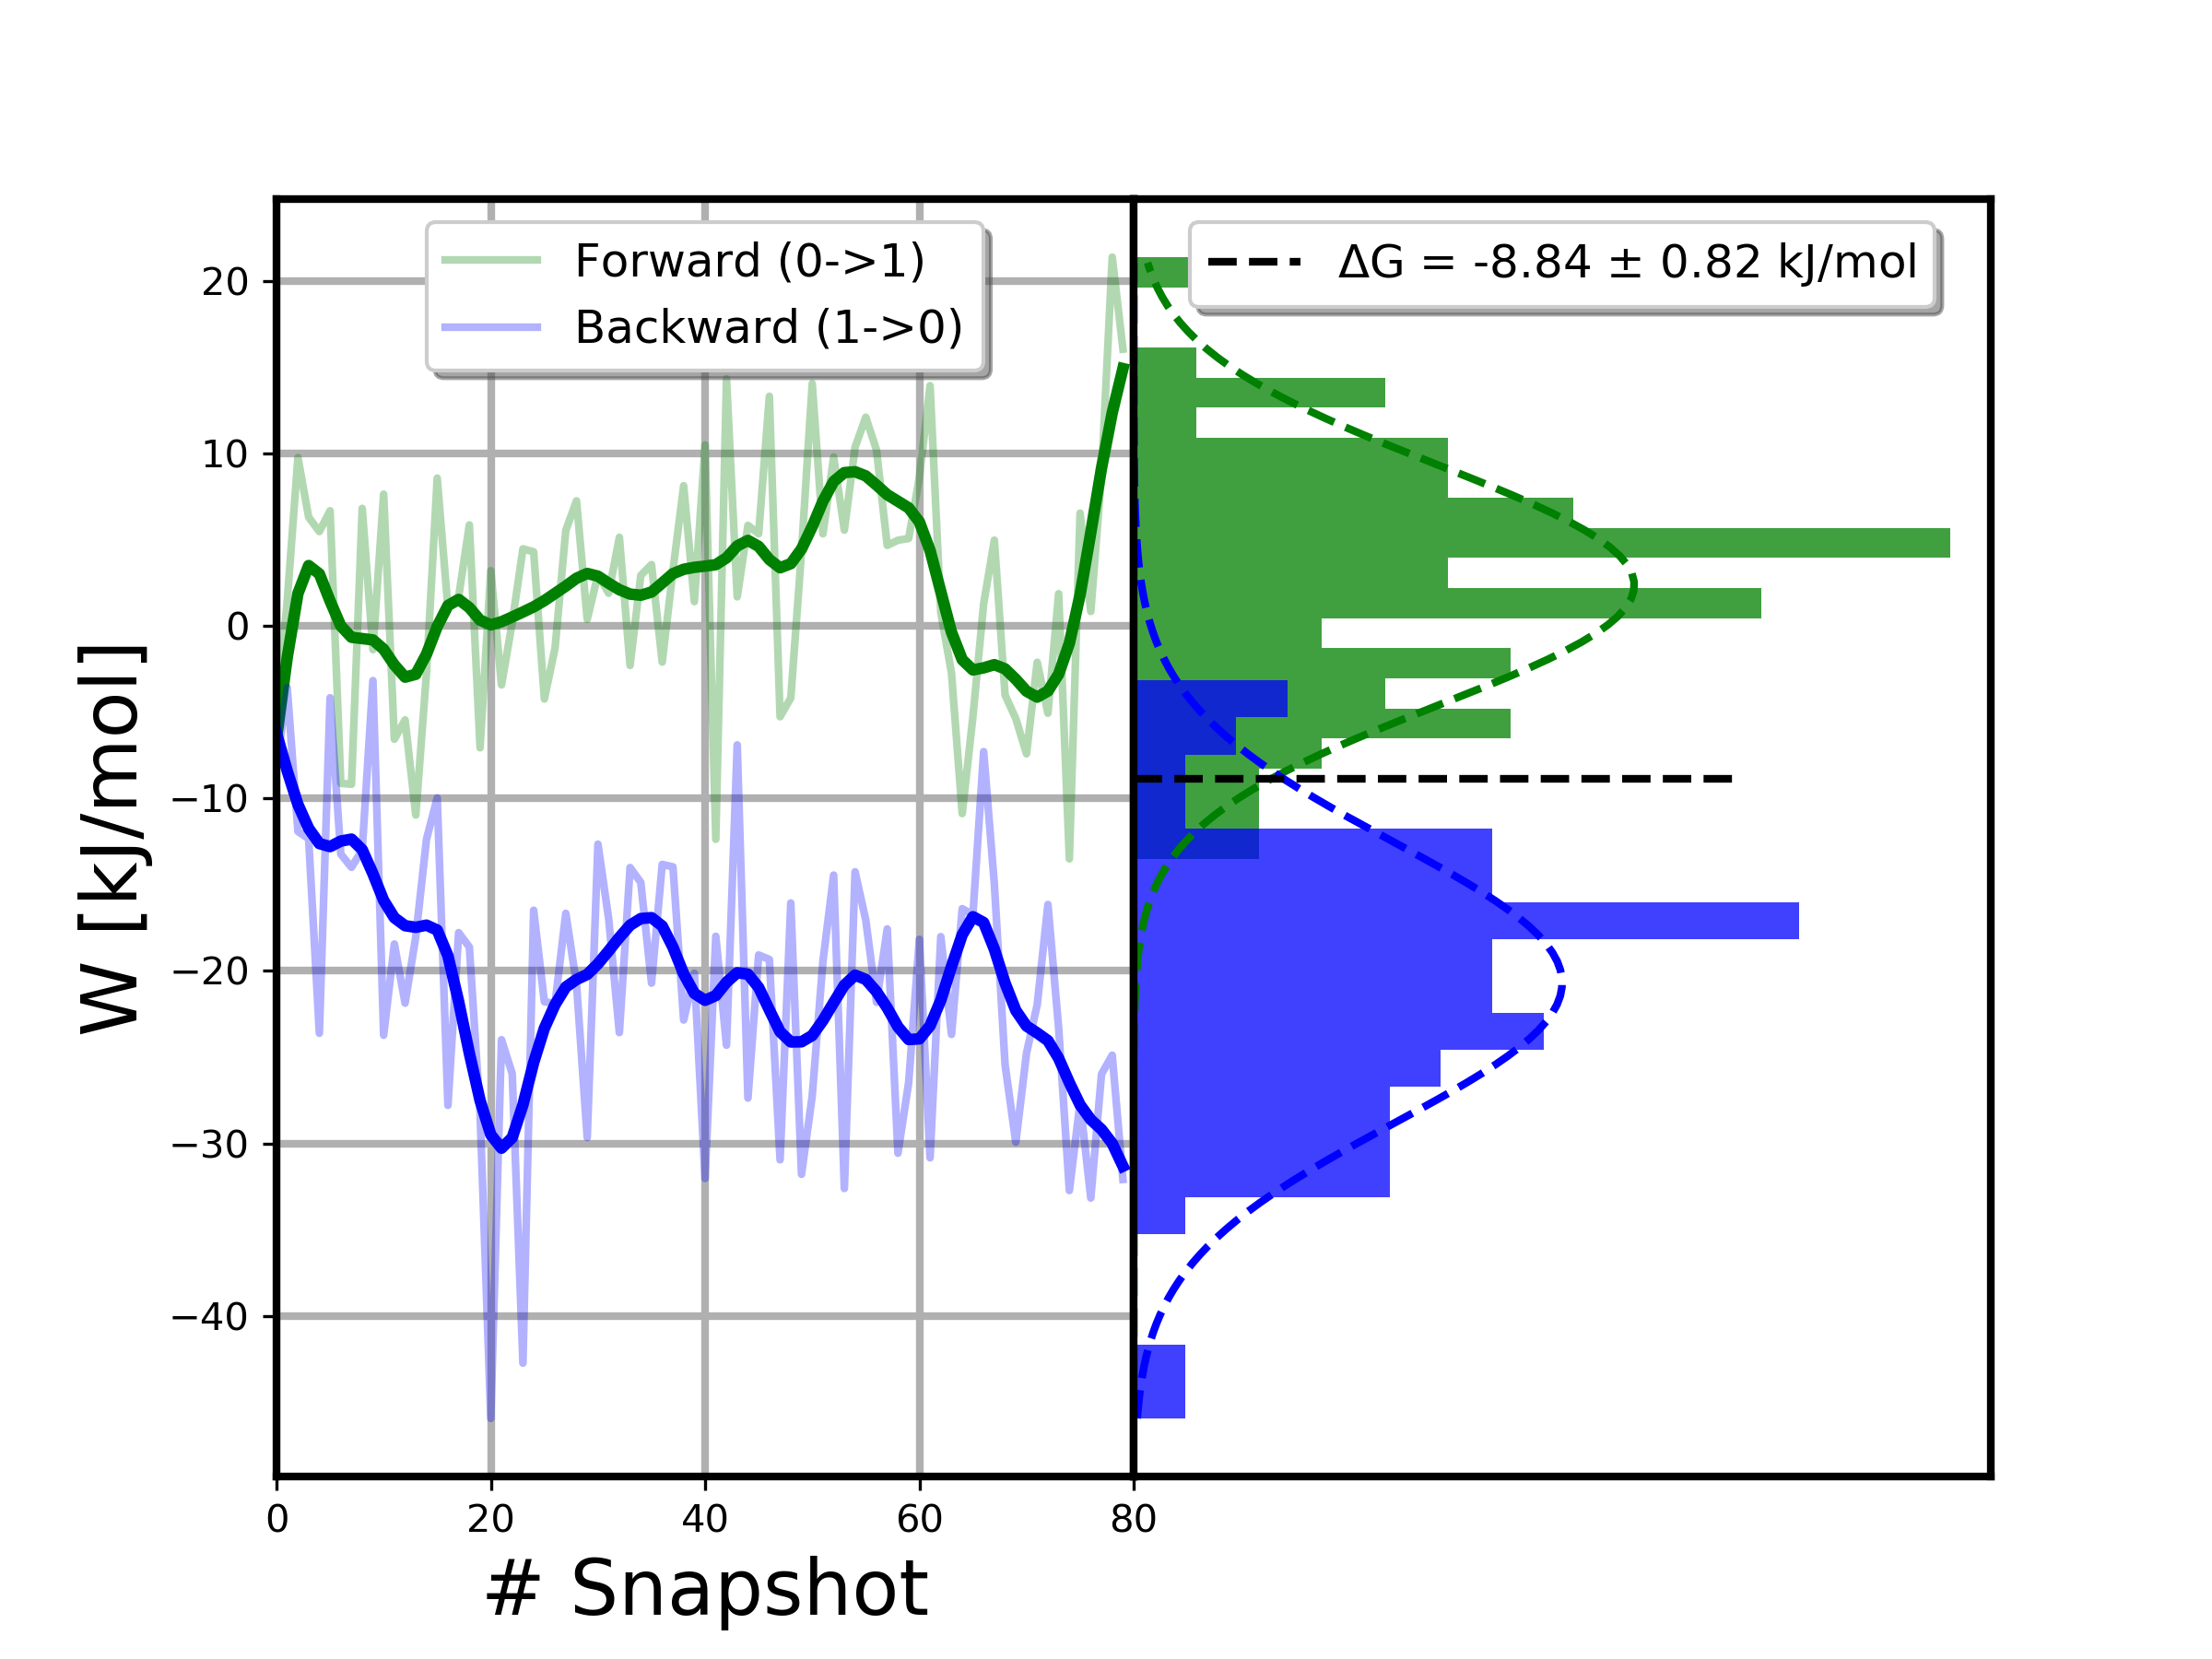 Forward (0->1)
Backward (1->0)
ΔG = -8.84 ± 0.82 kJ/mol
20
10
0
−10
−20
−30
−40
W [kJ/mol]
0 20 40 60 80
# Snapshot